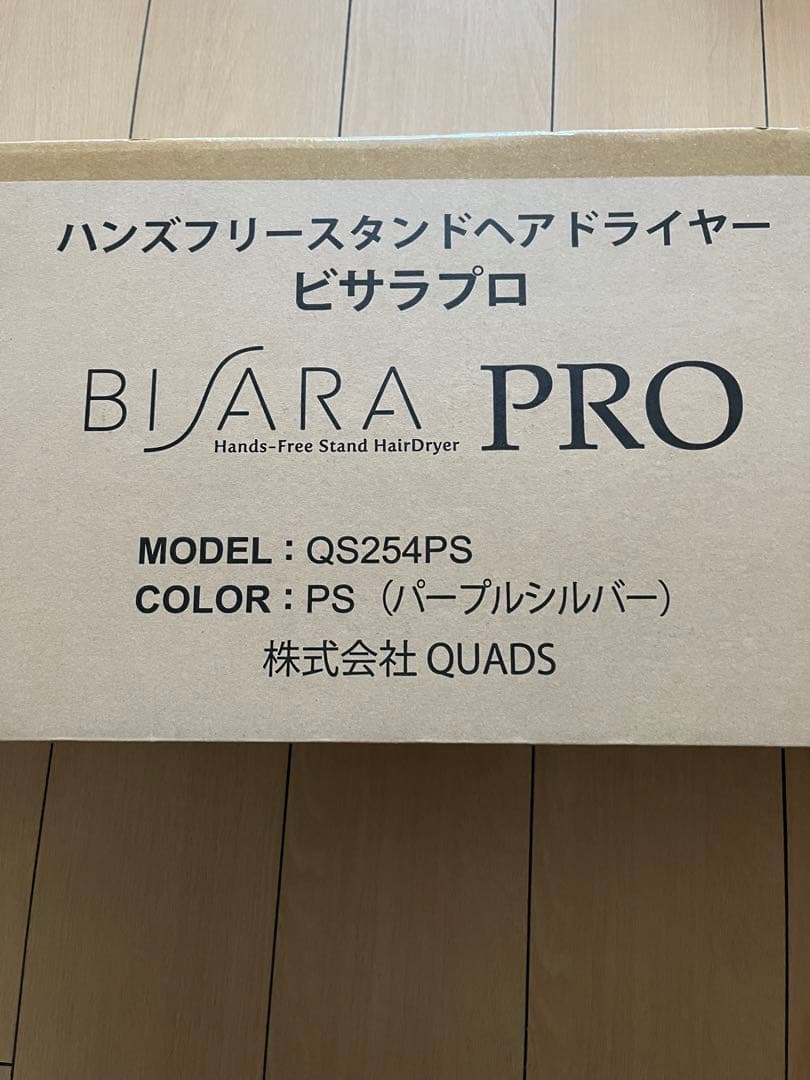 ハンズフリースタンドヘアドライヤー
ビサラプロ
BISARA PRO
Hands-Free Stand HairDryer
MODEL：QS254PS
COLOR：PS（パープルシルバー）
株式会社 QUADS